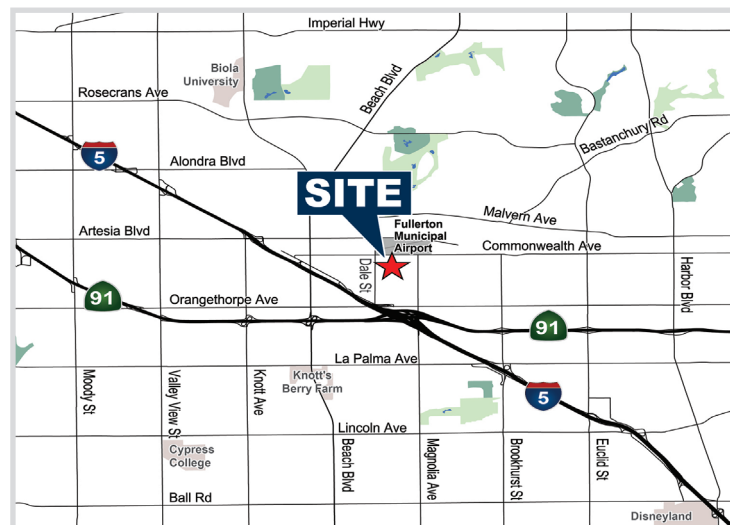 Imperial Hwy
Biola
University
Beach Blvd
Rosecrans Ave
Bastanchury Rd
5
Alondra Blvd
SITE
Malvern Ave
Fullerton
Municipal
Airport
Artesia Blvd
Commonwealth Ave
Dale St
Harbor Blvd
91
Orangethorpe Ave
91
La Palma Ave
Moody St
Valley View St
Knott Ave
Knott's
Berry Farm
5
Lincoln Ave
Cypress
College
Beach Blvd
Magnolia Ave
Brookhurst St
Euclid St
Ball Rd
Disneyland